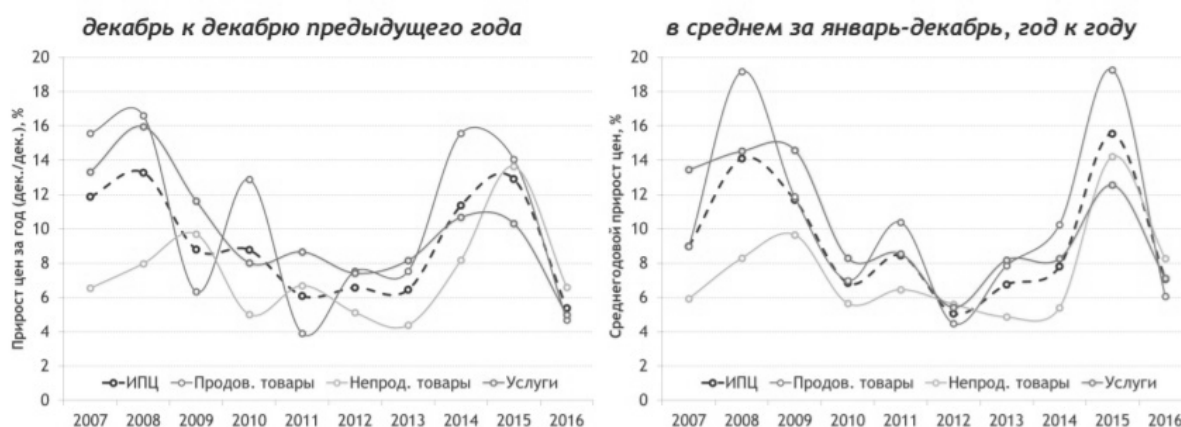 декабрь к декабрю предыдущего года
Прирост цен за год (дек./дек.), %
20
18
16
14
12
10
8
6
4
2
0
ИПЦ Продов. товары Непрод. товары Услуги
2007 2008 2009 2010 2011 2012 2013 2014 2015 2016
в среднем за январь-декабрь, год к году
Среднегодовой прирост цен, %
20
18
16
14
12
10
8
6
4
2
0
ИПЦ Продов. товары Непрод. товары Услуги
2007 2008 2009 2010 2011 2012 2013 2014 2015 2016